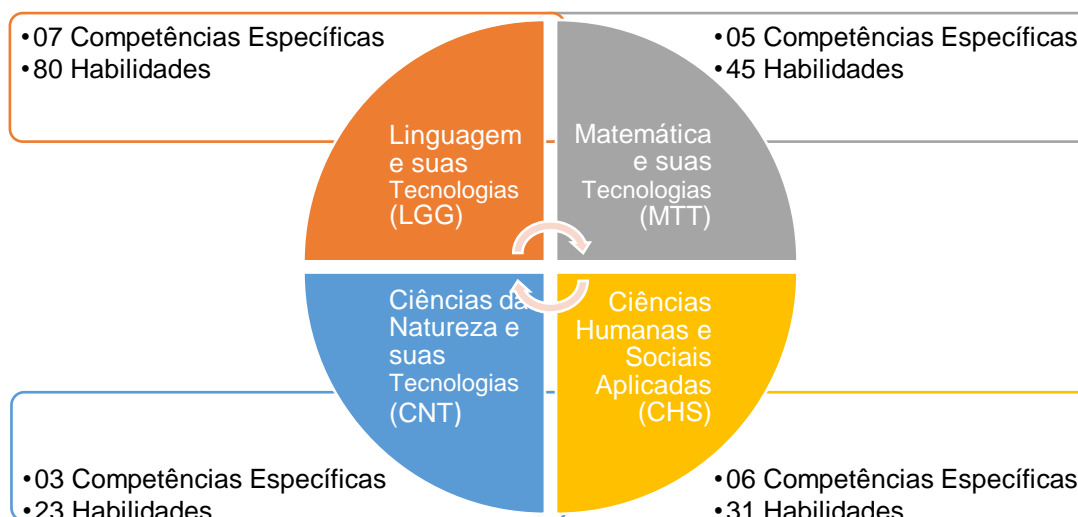 •07 Competências Específicas
•80 Habilidades
•05 Competências Específicas
•45 Habilidades
Linguagem
e suas
Tecnologias
(LGG)
Matemática
e suas
Tecnologias
(MTT)
Ciências da
Natureza e
suas
Tecnologias
(CNT)
Ciências
Humanas e
Sociais
Aplicadas
(CHS)
•03 Competências Específicas
•23 Habilidades
•06 Competências Específicas
•31 Habilidades